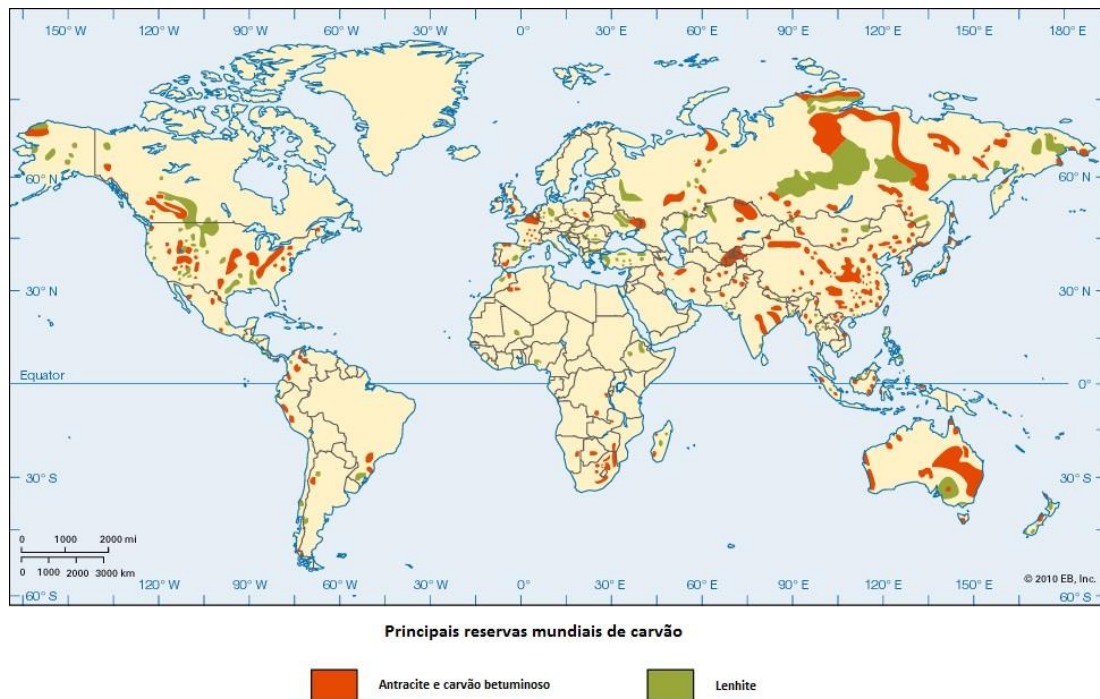 150° W 120° W 90° W 60° W 30° W 0° 30° E 60° E 90° E 120° E 150° E 180° E
60° N 60° N
30° N 30° N
Equator 0°
30° S 30° S
0 1000 2000 mi
0 1000 2000 3000 km
© 2010 EB, Inc.
120° W 90° W 60° W 30° W 0° 30° E 60° E 90° E 120° E 150° E
60° S 60° S
Principais reservas mundiais de carvão
Antracite e carvão betuminoso Lenhite